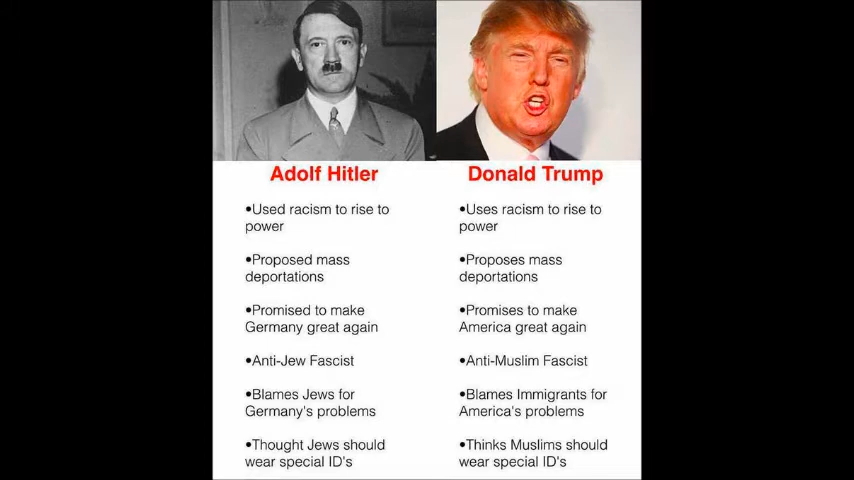 Adolf Hitler
•Used racism to rise to
power
•Proposed mass
deportations
•Promised to make
Germany great again
•Anti-Jew Fascist
•Blames Jews for
Germany's problems
•Thought Jews should
wear special ID's
Donald Trump
•Uses racism to rise to
power
•Proposes mass
deportations
•Promises to make
America great again
•Anti-Muslim Fascist
•Blames Immigrants for
America's problems
•Thinks Muslims should
wear special ID's